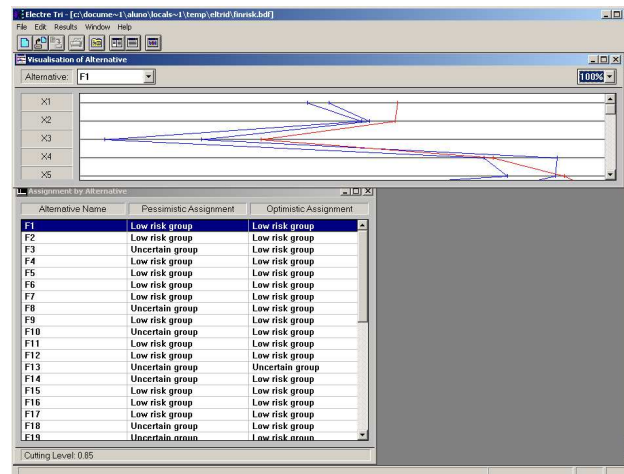 Electre Tri - [c:\docume~1\aluno\locals~1\temp\eltrid\finrisk.bdf]
File Edit Results Window Help
Visualisation of Alternative
Alternative: F1 100%
X1
X2
X3
X4
X5
Assignment by Alternative
Alternative Name Pessimistic Assignment Optimistic Assignment
F1 Low risk group Low risk group
F2 Low risk group Low risk group
F3 Uncertain group Low risk group
F4 Low risk group Low risk group
F5 Low risk group Low risk group
F6 Low risk group Low risk group
F7 Low risk group Low risk group
F8 Uncertain group Low risk group
F9 Low risk group Low risk group
F10 Uncertain group Low risk group
F11 Low risk group Low risk group
F12 Low risk group Low risk group
F13 Uncertain group Uncertain group
F14 Uncertain group Low risk group
F15 Low risk group Low risk group
F16 Low risk group Low risk group
F17 Low risk group Low risk group
F18 Uncertain group Low risk group
F19 Uncertain group Low risk group
Cutting Level: 0.85